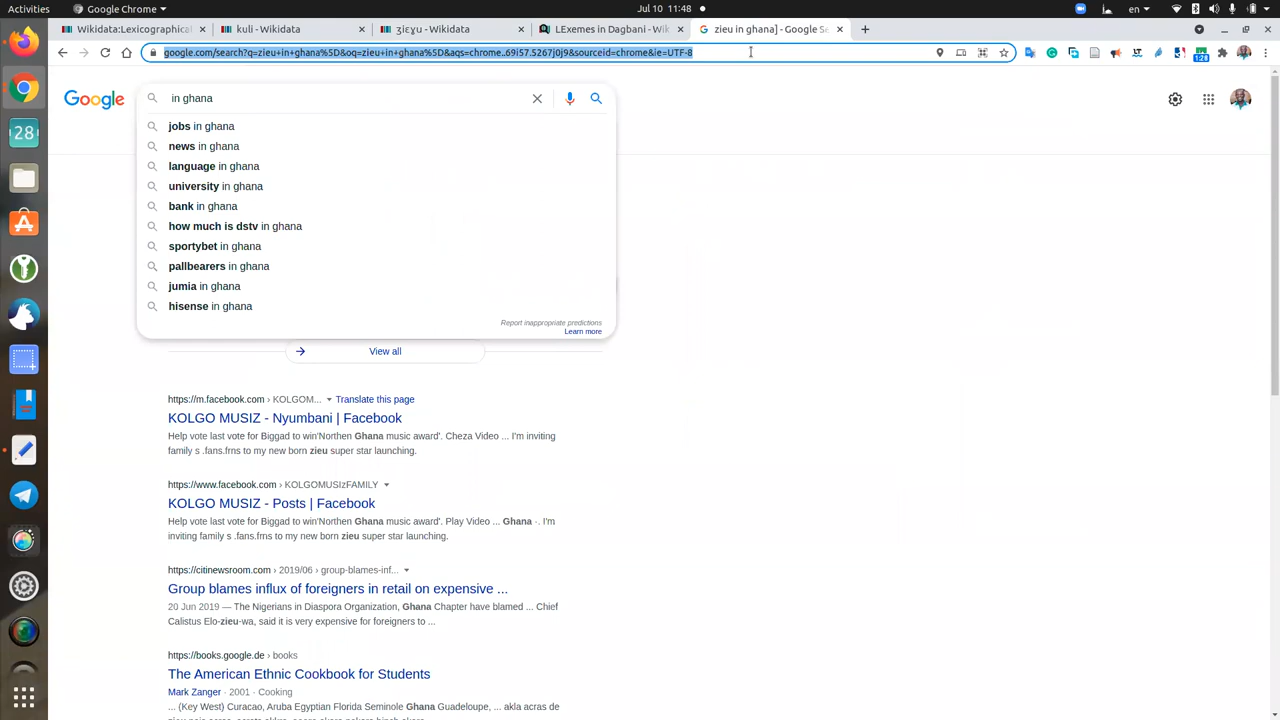 Google Chrome
Jul 10 11:48
Wikidata:Lexicographical
kuli - Wikidata
ʒiɛɣu - Wikidata
LExemes in Dagbani - Wik
zieu in ghana] - Google Se
google.com/search?q=zieu+in+ghana%5D&oq=zieu+in+ghana%5D&aqs=chrome..69i57.5267j0j9&sourceid=chrome&ie=UTF-8
1:28
28
Google
in ghana
jobs in ghana
news in ghana
language in ghana
university in ghana
bank in ghana
how much is dstv in ghana
sportybet in ghana
pallbearers in ghana
jumia in ghana
hisense in ghana
Report inappropriate predictions
Learn more
View all
https://m.facebook.com › KOLGOM... Translate this page
KOLGO MUSIZ - Nyumbani | Facebook
Help vote last vote for Biggad to win'Northen Ghana music award'. Cheza Video ... I'm inviting
family s .fans.frns to my new born zieu super star launching.
https://www.facebook.com › KOLGOMUSIzFAMILY
KOLGO MUSIZ - Posts | Facebook
Help vote last vote for Biggad to win'Northen Ghana music award'. Play Video ... Ghana ·. I'm
inviting family s .fans.frns to my new born zieu super star launching.
https://citinewsroom.com › 2019/06 › group-blames-inf...
Group blames influx of foreigners in retail on expensive ...
20 Jun 2019 — The Nigerians in Diaspora Organization, Ghana Chapter have blamed ... Chief
Calistus Elo-zieu-wa, said it is very expensive for foreigners to ...
https://books.google.de › books
The American Ethnic Cookbook for Students
Mark Zanger · 2001 · Cooking
... (Key West) Curacao, Aruba Egyptian Florida Seminole Ghana Guadeloupe, ... akla acras de